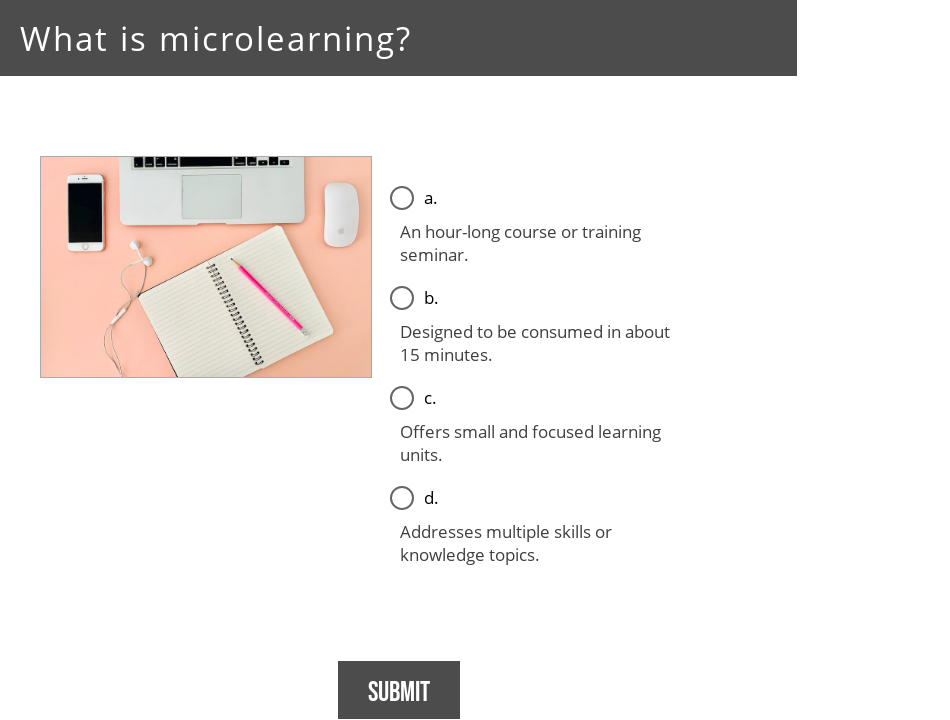 What is microlearning?
a.
An hour-long course or training
seminar.
b.
Designed to be consumed in about
15 minutes.
c.
Offers small and focused learning
units.
d.
Addresses multiple skills or
knowledge topics.
SUBMIT